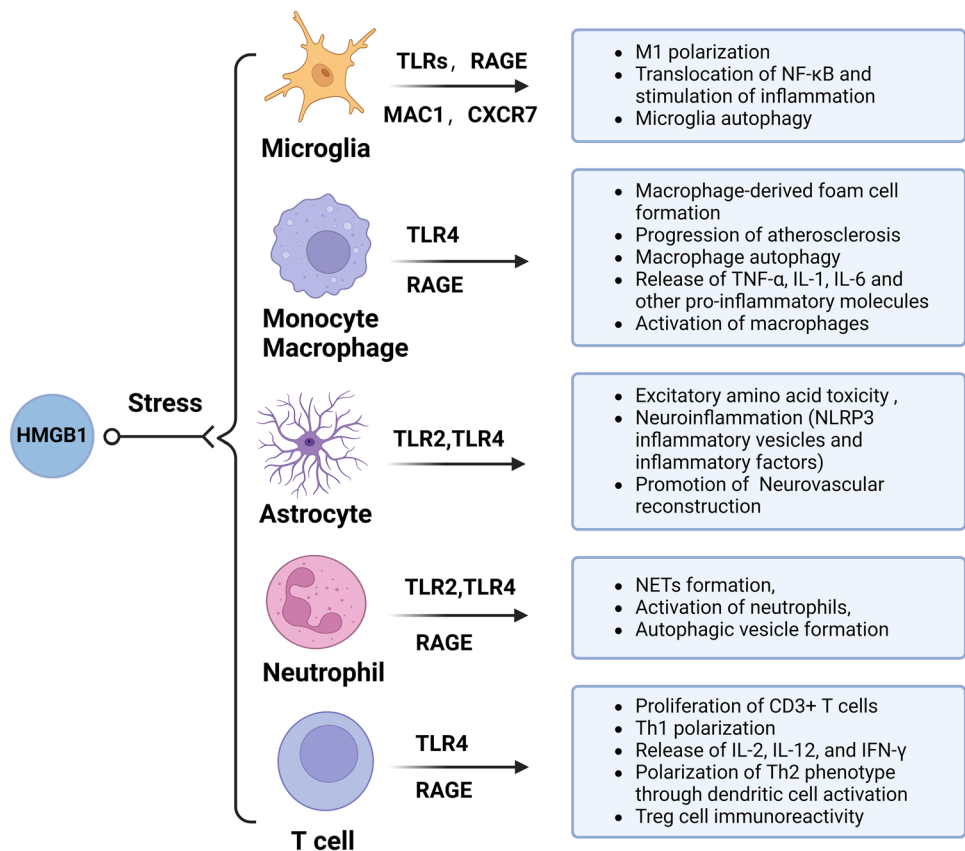 HMGB1
Stress
Microglia
TLRs， RAGE
MAC1， CXCR7
• M1 polarization
• Translocation of NF-κB and
stimulation of inflammation
• Microglia autophagy
Monocyte
Macrophage
TLR4
RAGE
• Macrophage-derived foam cell
formation
• Progression of atherosclerosis
• Macrophage autophagy
• Release of TNF-α, IL-1, IL-6 and
other pro-inflammatory molecules
• Activation of macrophages
Astrocyte
TLR2,TLR4
• Excitatory amino acid toxicity ,
• Neuroinflammation (NLRP3
inflammatory vesicles and
inflammatory factors)
• Promotion of Neurovascular
reconstruction
Neutrophil
TLR2,TLR4
RAGE
• NETs formation,
• Activation of neutrophils,
• Autophagic vesicle formation
T cell
TLR4
RAGE
• Proliferation of CD3+ T cells
• Th1 polarization
• Release of IL-2, IL-12, and IFN-γ
• Polarization of Th2 phenotype
through dendritic cell activation
• Treg cell immunoreactivity